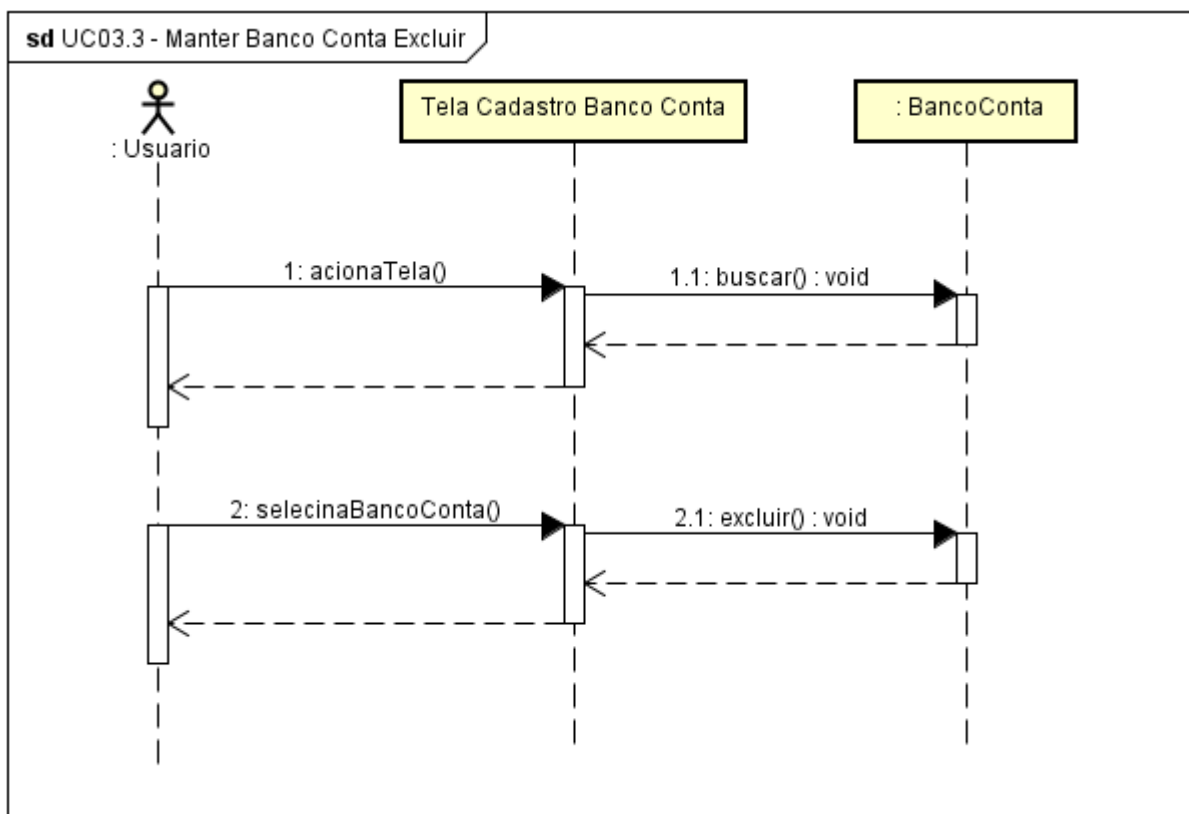 sd UC03.3 - Manter Banco Conta Excluir
: Usuario
Tela Cadastro Banco Conta
: BancoConta
1: acionaTela()
1.1: buscar() : void
2: selecinaBancoConta()
2.1: excluir() : void